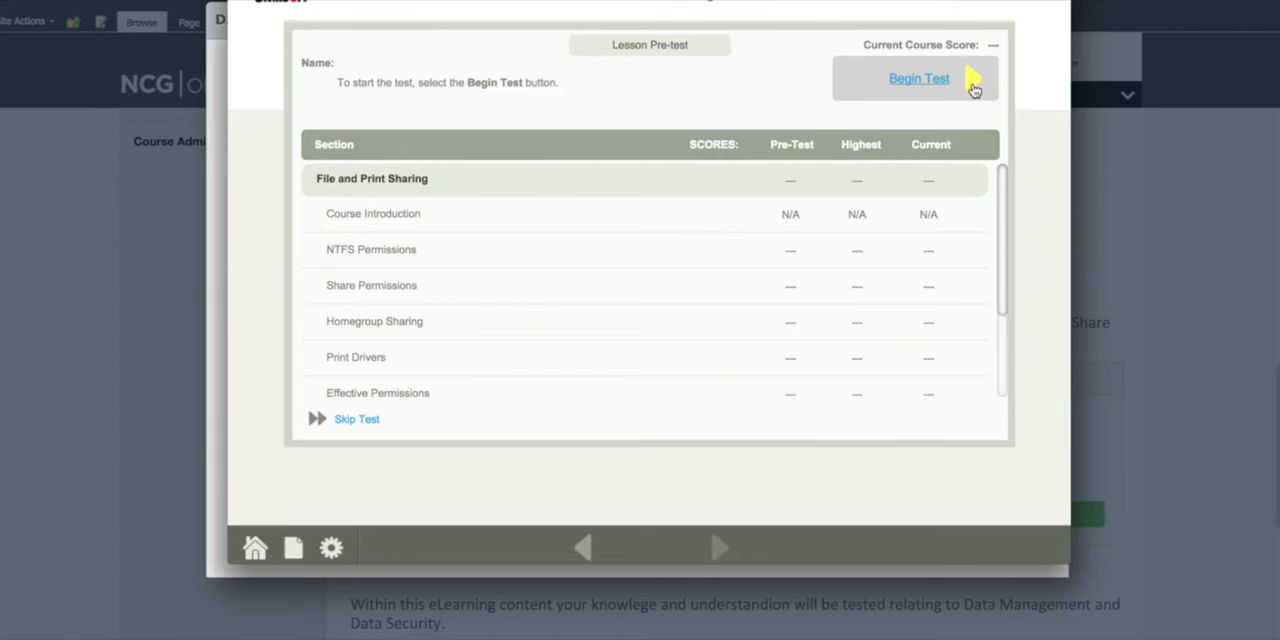 Site Actions
Browse
Page
D
NCG
Course Admi
Lesson Pre-test
Current Course Score: ---
Name:
To start the test, select the Begin Test button.
Begin Test
Section SCORES: Pre-Test Highest Current
File and Print Sharing --- --- ---
Course Introduction N/A N/A N/A
NTFS Permissions --- --- ---
Share Permissions --- --- ---
Homegroup Sharing --- --- ---
Print Drivers --- --- ---
Effective Permissions --- --- ---
Skip Test
Share
Within this eLearning content your knowlege and understandion will be tested relating to Data Management and
Data Security.